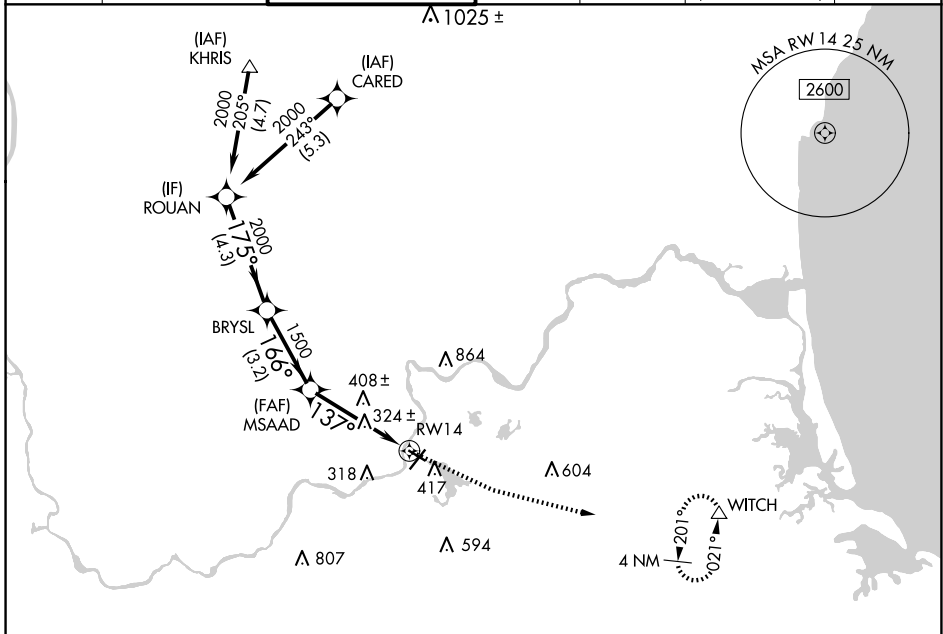 1025 ±
(IAF)
KHRIS
(IAF)
CARED
MSA RW 14 25 NM
2600
2000
205°
(4.7)
2000
243°
(5.3)
(IF)
ROUAN
2000
175°
(4.3)
BRYSL
1500
166°
(3.2)
864
408 ±
(FAF)
MSAAD
137°
324 ±
RW14
318
417
604
WITCH
201°
021°
4 NM
594
807